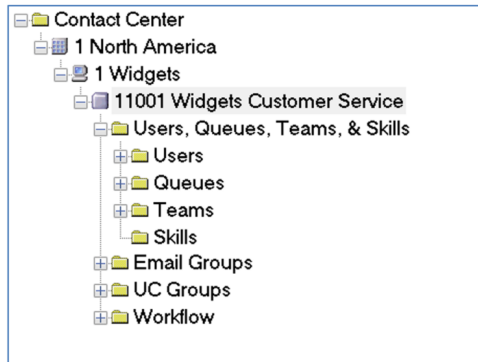 Contact Center
1 North America
1 Widgets
11001 Widgets Customer Service
Users, Queues, Teams, & Skills
Users
Queues
Teams
Skills
Email Groups
UC Groups
Workflow